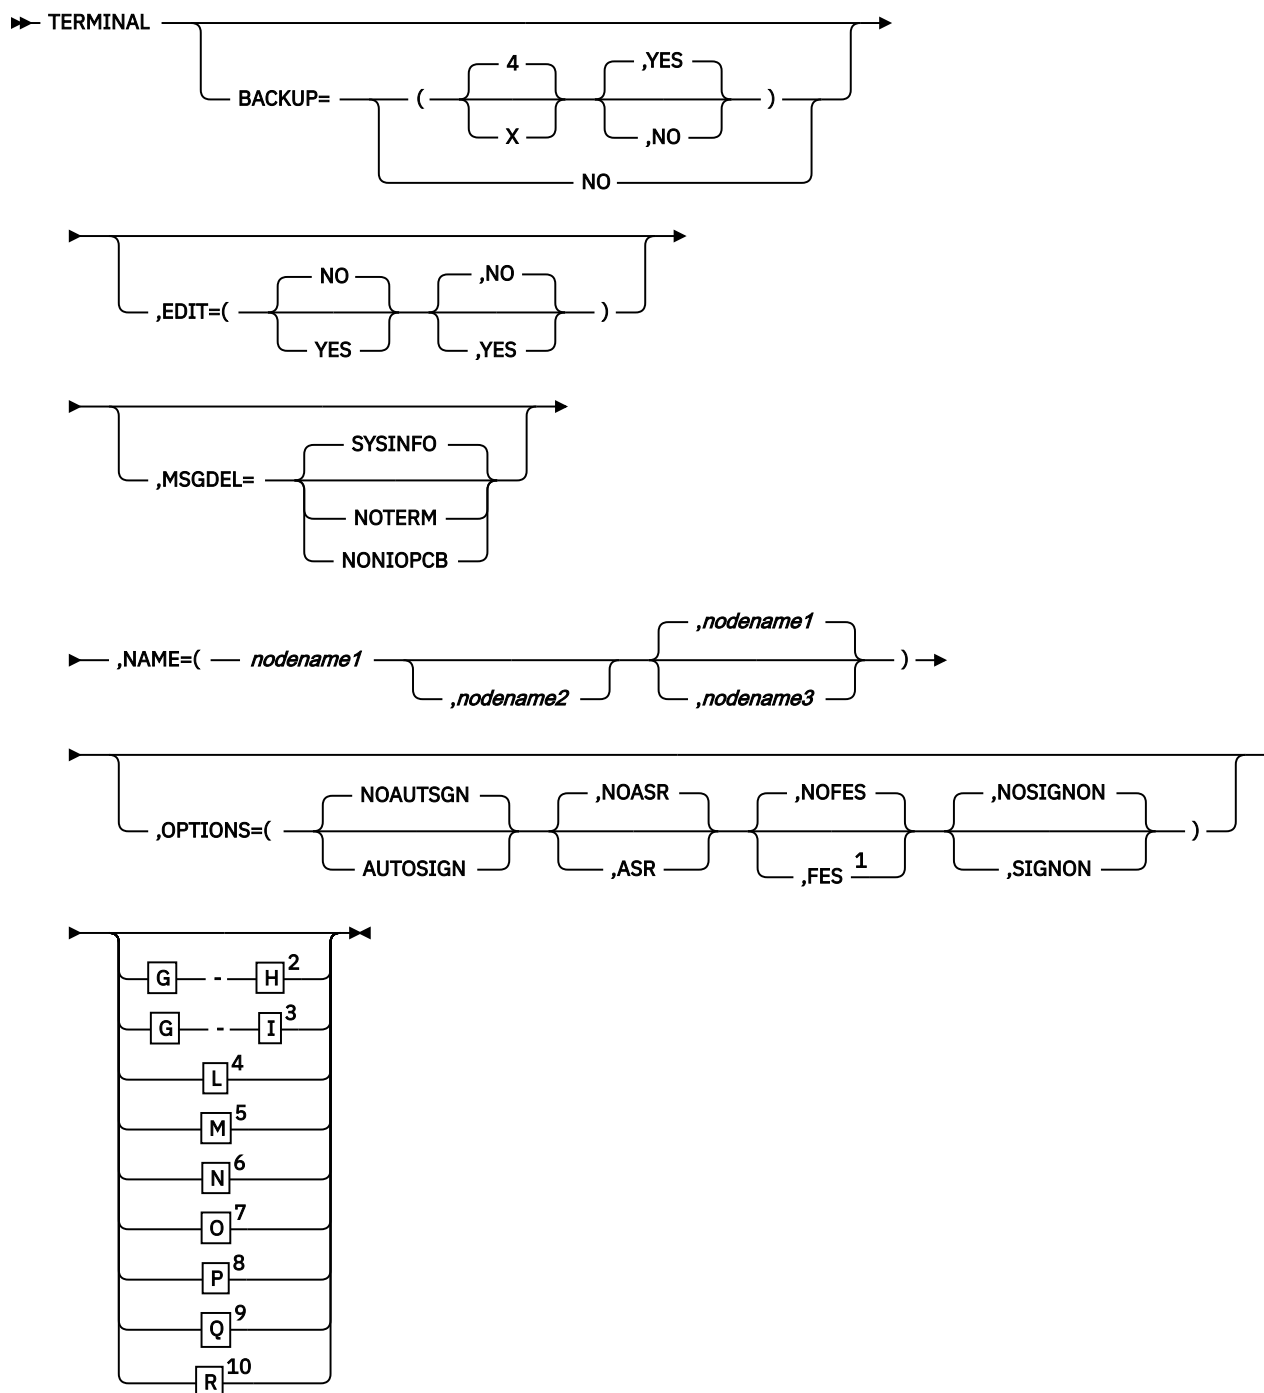 TERMINAL
BACKUP= ( 4 ,YES )
X ,NO
NO
,EDIT=( NO ,NO )
YES ,YES
,MSGDEL= SYSINFO
NOTERM
NONIOPCB
,NAME=( nodename1 ,nodename2 ,nodename1 )
,nodename3
,OPTIONS=( NOAUTSGN ,NOASR ,NOFES ,NOSIGNON )
AUTOSIGN ,ASR ,FES 1 ,SIGNON
G - H 2
G - I 3
L 4
M 5
N 6
O 7
P 8
Q 9
R 10